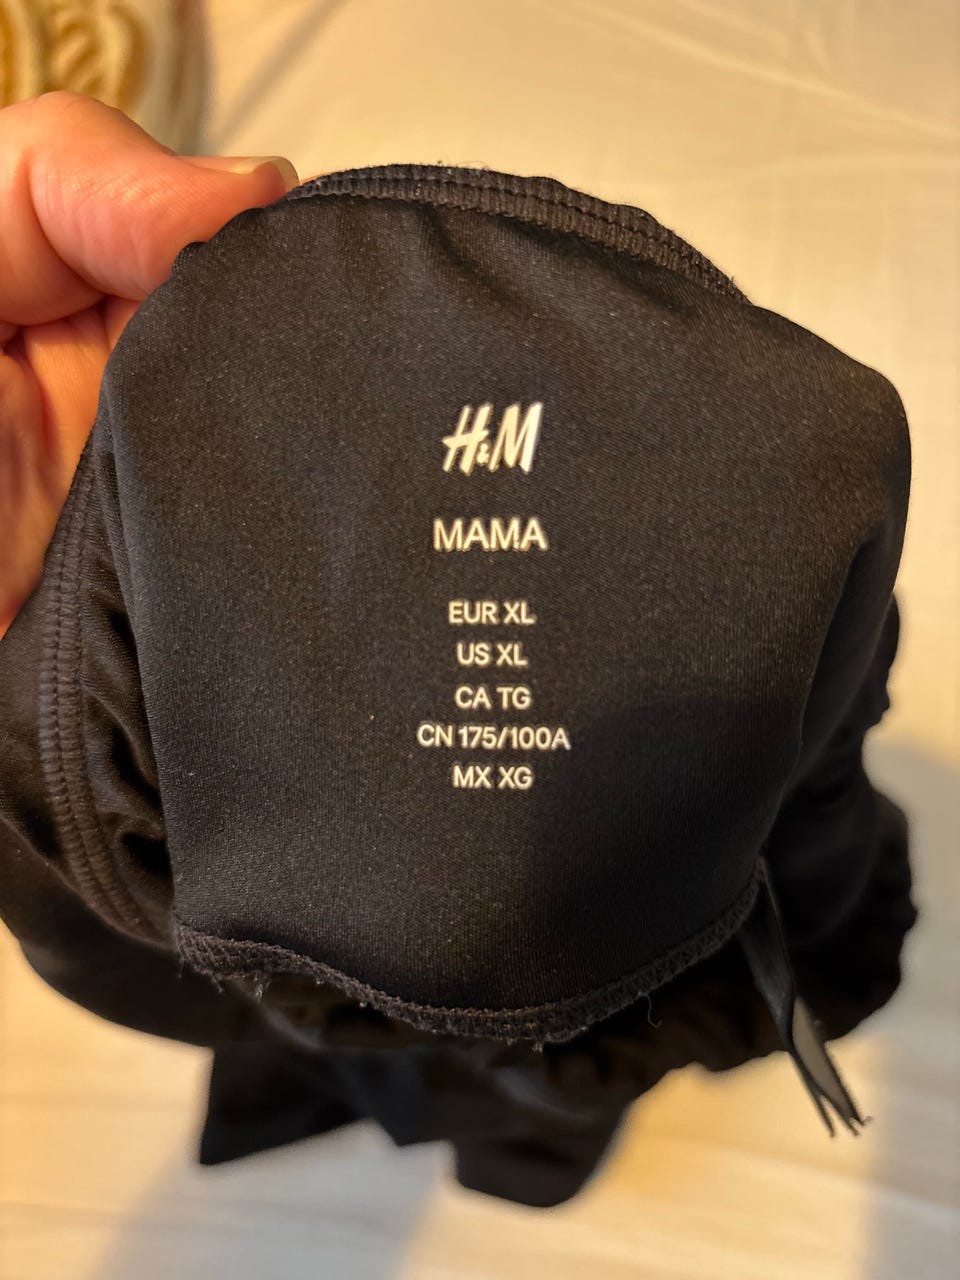 H&M
MAMA
EUR XL
US XL
CA TG
CN 175/100A
MX XG